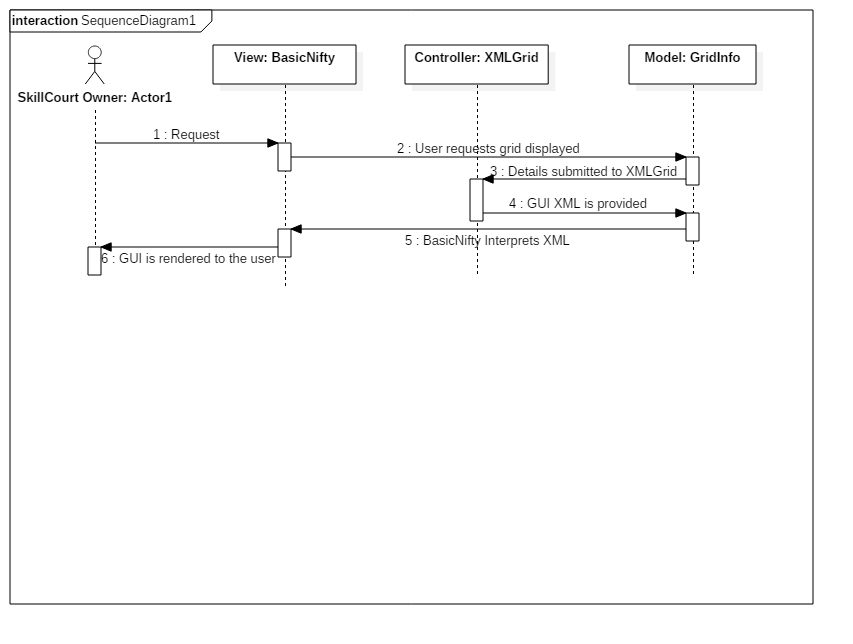 interaction SequenceDiagram1
View: BasicNifty
Controller: XMLGrid
Model: GridInfo
SkillCourt Owner: Actor1
1 : Request
2 : User requests grid displayed
3 : Details submitted to XMLGrid
4 : GUI XML is provided
5 : BasicNifty Interprets XML
6 : GUI is rendered to the user